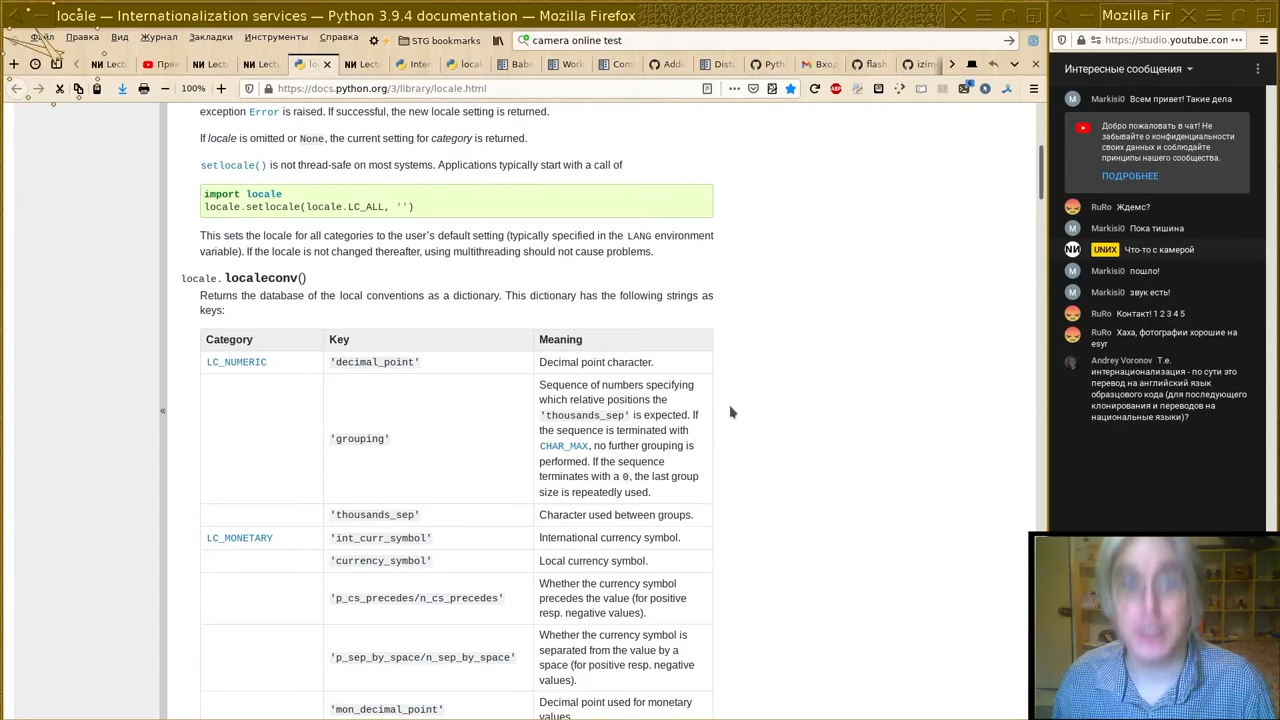 locale — Internationalization services — Python 3.9.4 documentation — Mozilla Firefox
Файл Правка Вид Журнал Закладки Инструменты Справка
STG bookmarks
camera online test
100%
https://docs.python.org/3/library/locale.html
exception Error is raised. If successful, the new locale setting is returned.
If locale is omitted or None, the current setting for category is returned.
setlocale() is not thread-safe on most systems. Applications typically start with a call of
import locale
locale.setlocale(locale.LC_ALL, '')
This sets the locale for all categories to the user's default setting (typically specified in the LANG environment
variable). If the locale is not changed thereafter, using multithreading should not cause problems.
locale.localeconv()
Returns the database of the local conventions as a dictionary. This dictionary has the following strings as
keys:
Category Key Meaning
LC_NUMERIC 'decimal_point' Decimal point character.
Sequence of numbers specifying
which relative positions the
'thousands_sep' is expected. If
the sequence is terminated with
'grouping' CHAR_MAX, no further grouping is
performed. If the sequence
terminates with a 0, the last group
size is repeatedly used.
'thousands_sep' Character used between groups.
LC_MONETARY 'int_curr_symbol' International currency symbol.
'currency_symbol' Local currency symbol.
Whether the currency symbol
'p_cs_precedes/n_cs_precedes' precedes the value (for positive
resp. negative values).
Whether the currency symbol is
'p_sep_by_space/n_sep_by_space' separated from the value by a
space (for positive resp. negative
values).
'mon_decimal_point' Decimal point used for monetary
values.
«
Mozilla Fir
https://studio.youtube.con
Интересные сообщения
Markisi0 Всем привет! Такие дела
Добро пожаловать в чат! Не
забывайте о конфиденциальности
своих данных и соблюдайте
принципы нашего сообщества.
ПОДРОБНЕЕ
RuRo Ждемс?
Markisi0 Пока тишина
UNИX Что-то с камерой
Markisi0 пошло!
Markisi0 звук есть!
RuRo Контакт! 1 2 3 4 5
RuRo Хаха, фотографии хорошие на
esyr
Andrey Voronov Т.е.
интернационализация - по сути это
перевод на английский язык
образцового кода (для последующего
клонирования и переводов на
национальные языки)?